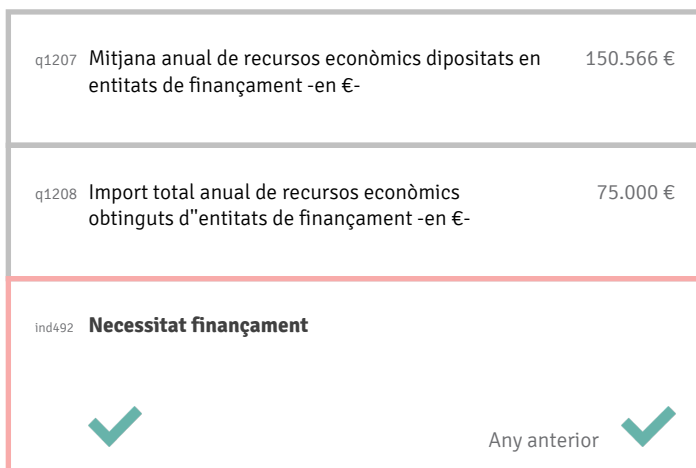 q1207 Mitjana anual de recursos econòmics dipositats en 150.566 €
entitats de finançament -en €-
q1208 Import total anual de recursos econòmics 75.000 €
obtinguts d"entitats de finançament -en €-
ind492 Necessitat finançament
Any anterior